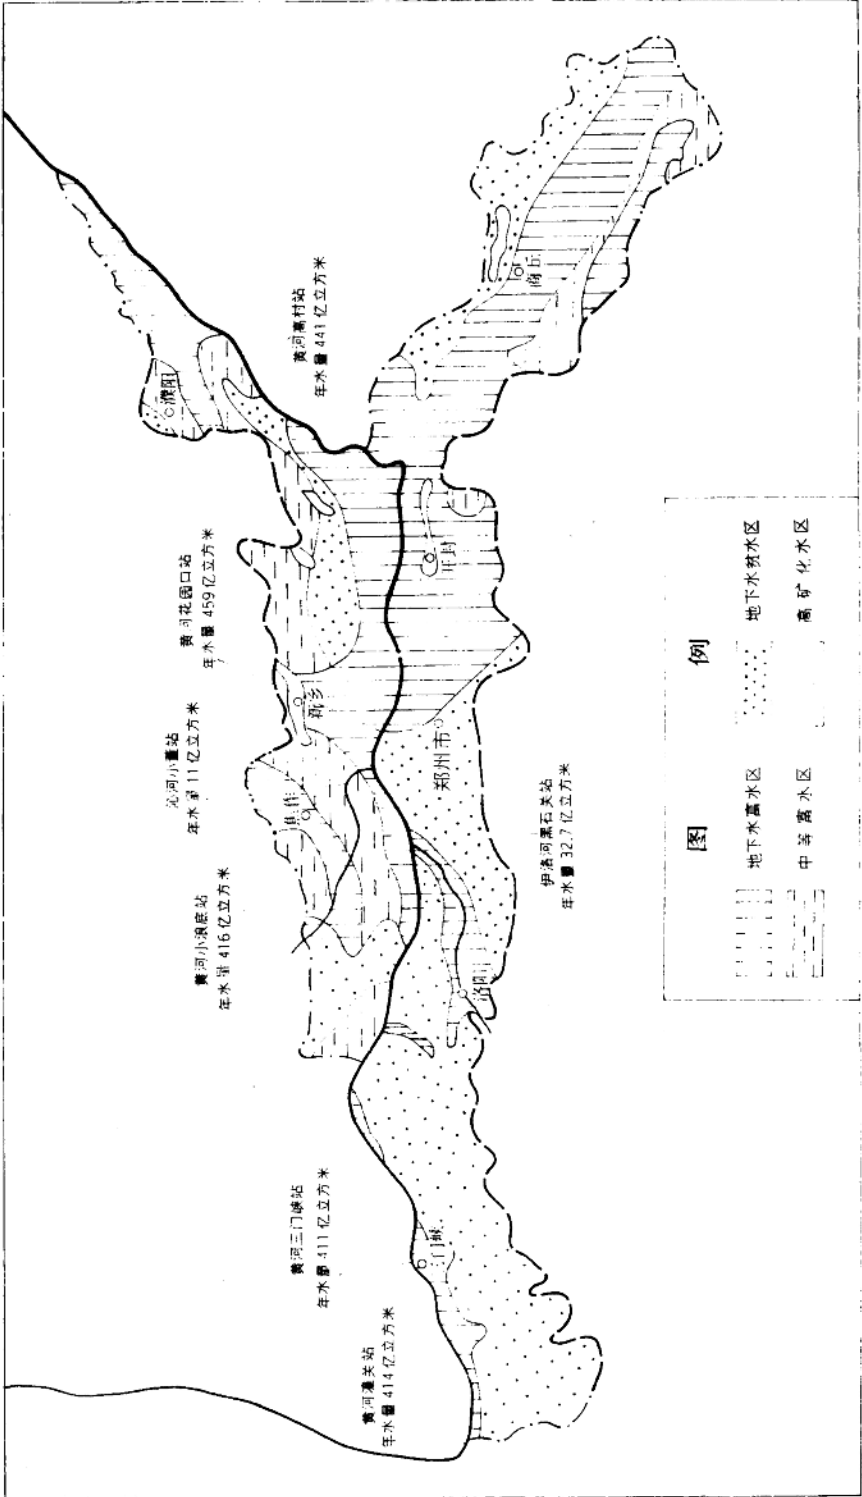 黄河潼关站
年水量 414 亿立方米
黄河三门峡站
年水量 411 亿立方米
黄河小浪底站
年水量 416 亿立方米
沁河小董站
年水量 11 亿立方米
黄河花园口站
年水量 459 亿立方米
黄河高村站
年水量 441 亿立方米
伊洛河黑石关站
年水量 32.7 亿立方米
三门峡
洛阳
焦作
新乡
郑州市
开封
濮阳
商丘
图 例
地下水富水区
地下水贫水区
中等富水区
高矿化水区